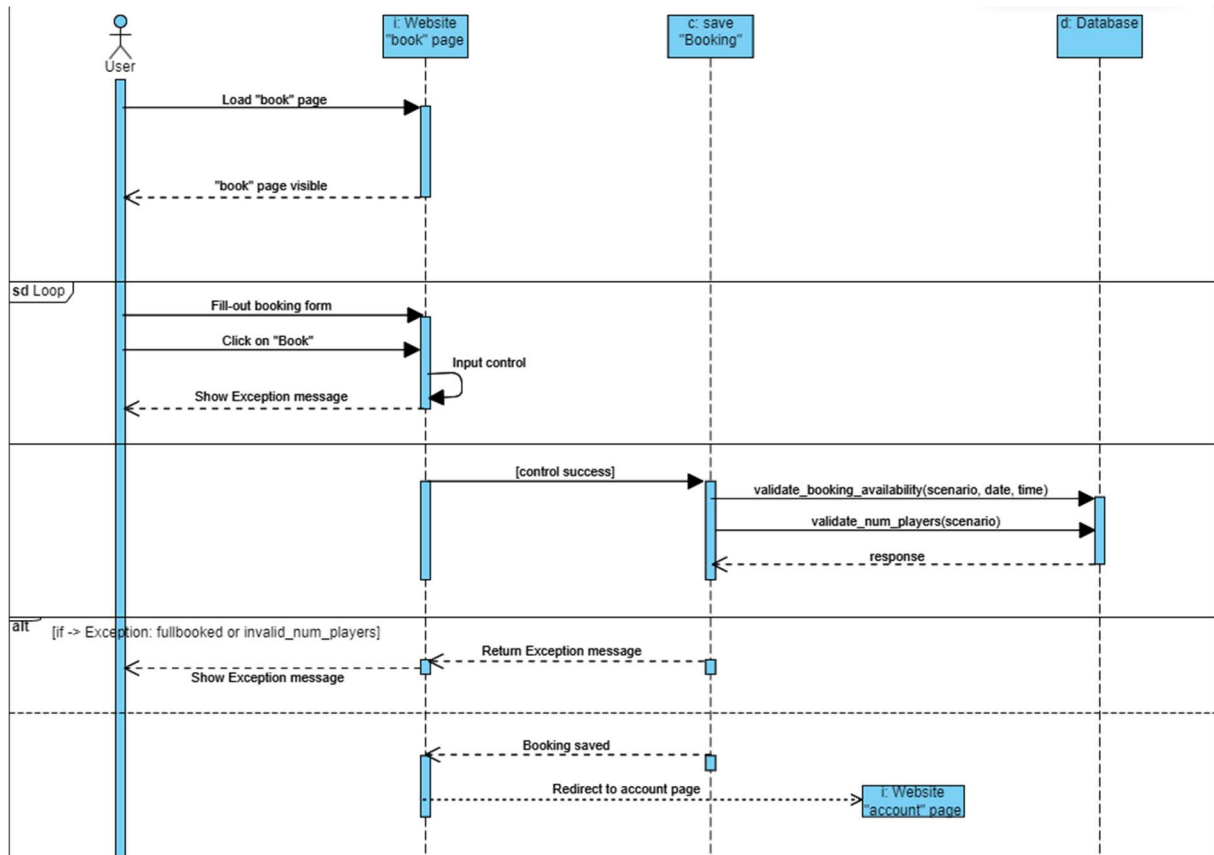 i: Website
"book" page
c: save
"Booking"
d: Database
User
Load "book" page
"book" page visible
sd Loop
Fill-out booking form
Click on "Book"
Input control
Show Exception message
[control success]
validate_booking_availability(scenario, date, time)
validate_num_players(scenario)
response
alt
[if -> Exception: fullbooked or invalid_num_players]
Return Exception message
Show Exception message
Booking saved
Redirect to account page
i: Website
"account" page